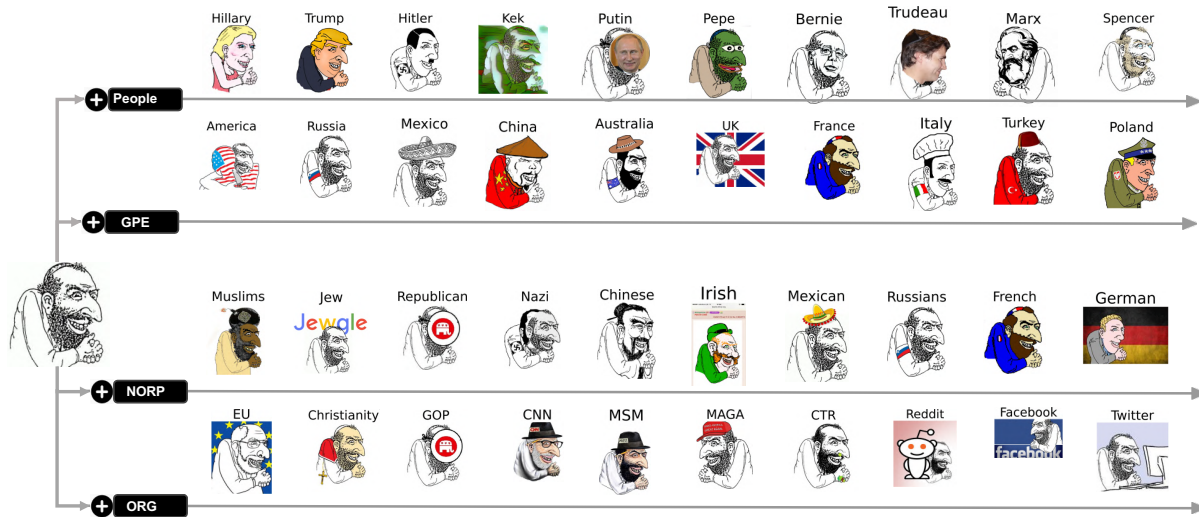 Hillary Trump Hitler Kek Putin Pepe Bernie Trudeau Marx Spencer
People
America Russia Mexico China Australia UK France Italy Turkey Poland
GPE
Muslims Jew Republican Nazi Chinese Irish Mexican Russians French German
Jewgle
NORP
EU Christianity GOP CNN MSM MAGA CTR Reddit Facebook Twitter
facebook
ORG